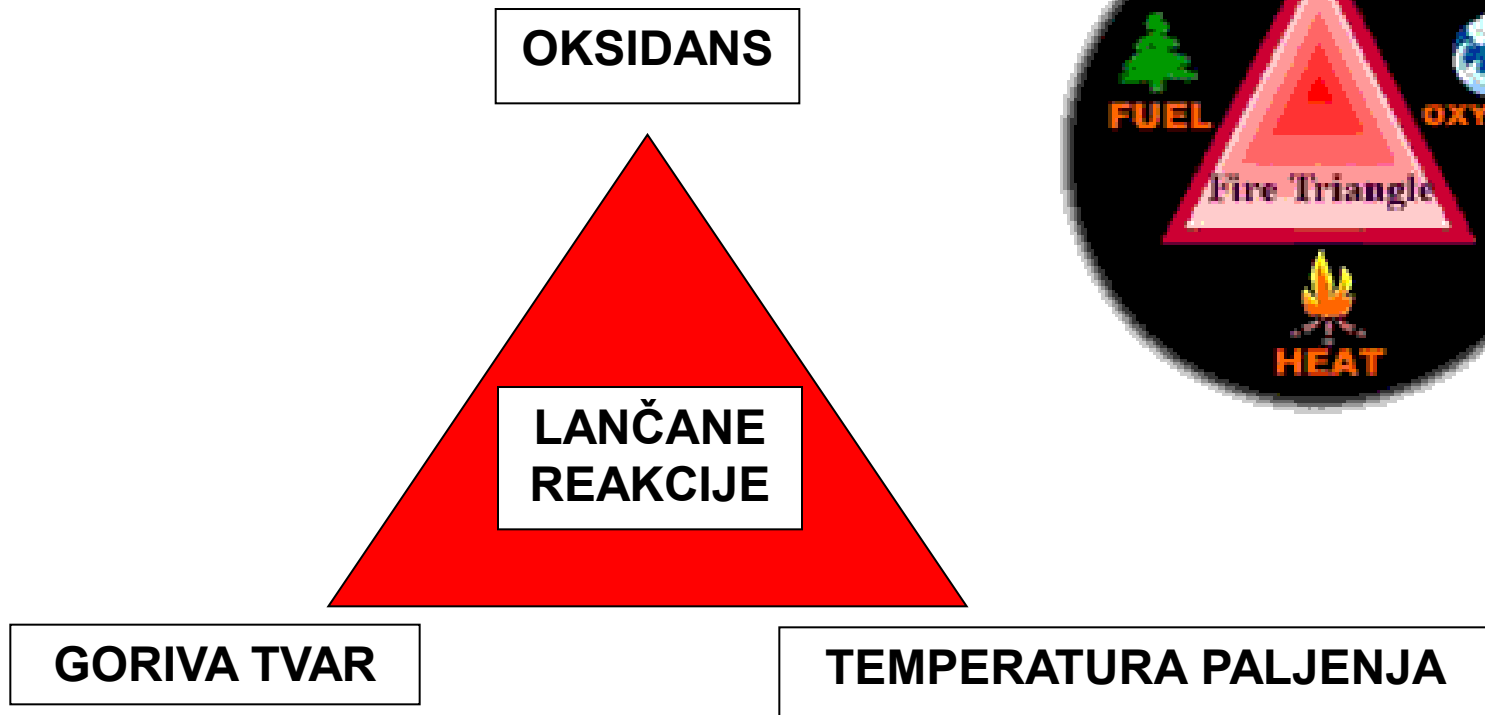 OKSIDANS
FUEL
Fire Triangle
HEAT
LANČANE
REAKCIJE
GORIVA TVAR
TEMPERATURA PALJENJA